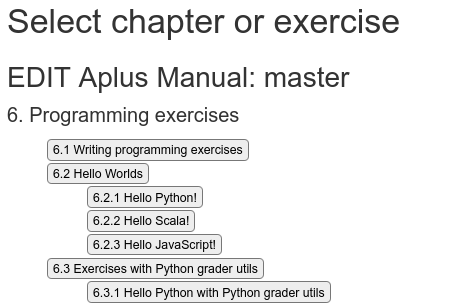 Select chapter or exercise
EDIT Aplus Manual: master
6. Programming exercises
6.1 Writing programming exercises
6.2 Hello Worlds
6.2.1 Hello Python!
6.2.2 Hello Scala!
6.2.3 Hello JavaScript!
6.3 Exercises with Python grader utils
6.3.1 Hello Python with Python grader utils